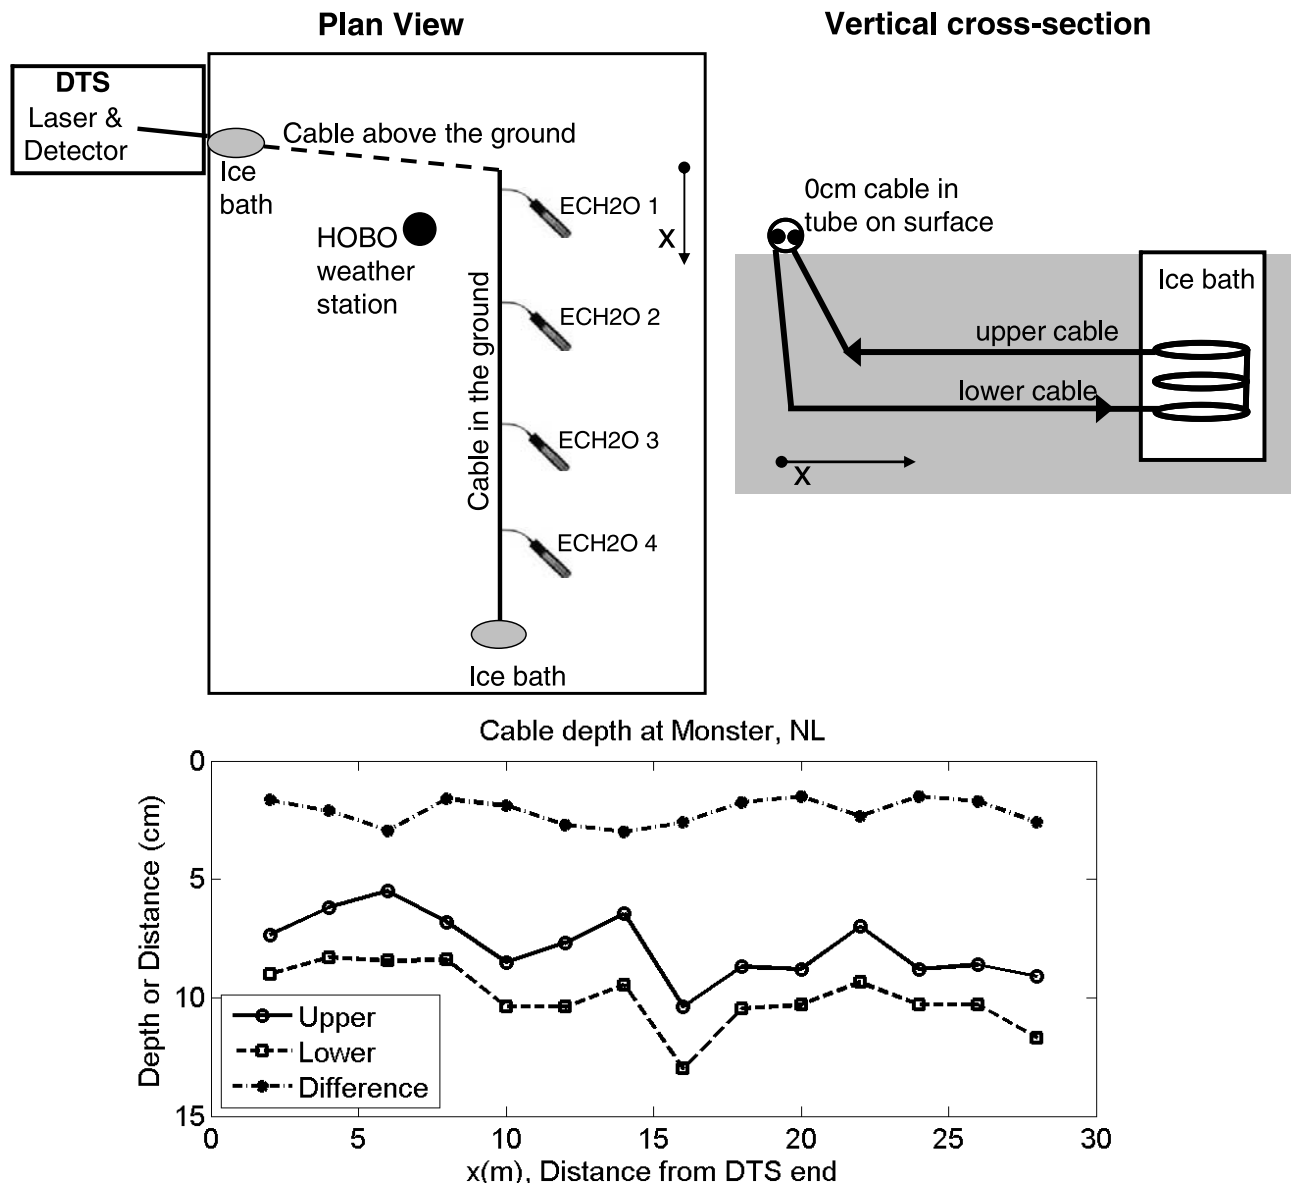 Plan View
DTS
Laser &
Detector
Cable above the ground
Ice
bath
HOBO
weather
station
Cable in the ground
ECH2O 1
ECH2O 2
ECH2O 3
ECH2O 4
X
Ice bath
Vertical cross-section
0cm cable in
tube on surface
Ice bath
upper cable
lower cable
X
Cable depth at Monster, NL
Depth or Distance (cm)
0
5
10
15
Upper
Lower
Difference
0 5 10 15 20 25 30
x(m), Distance from DTS end